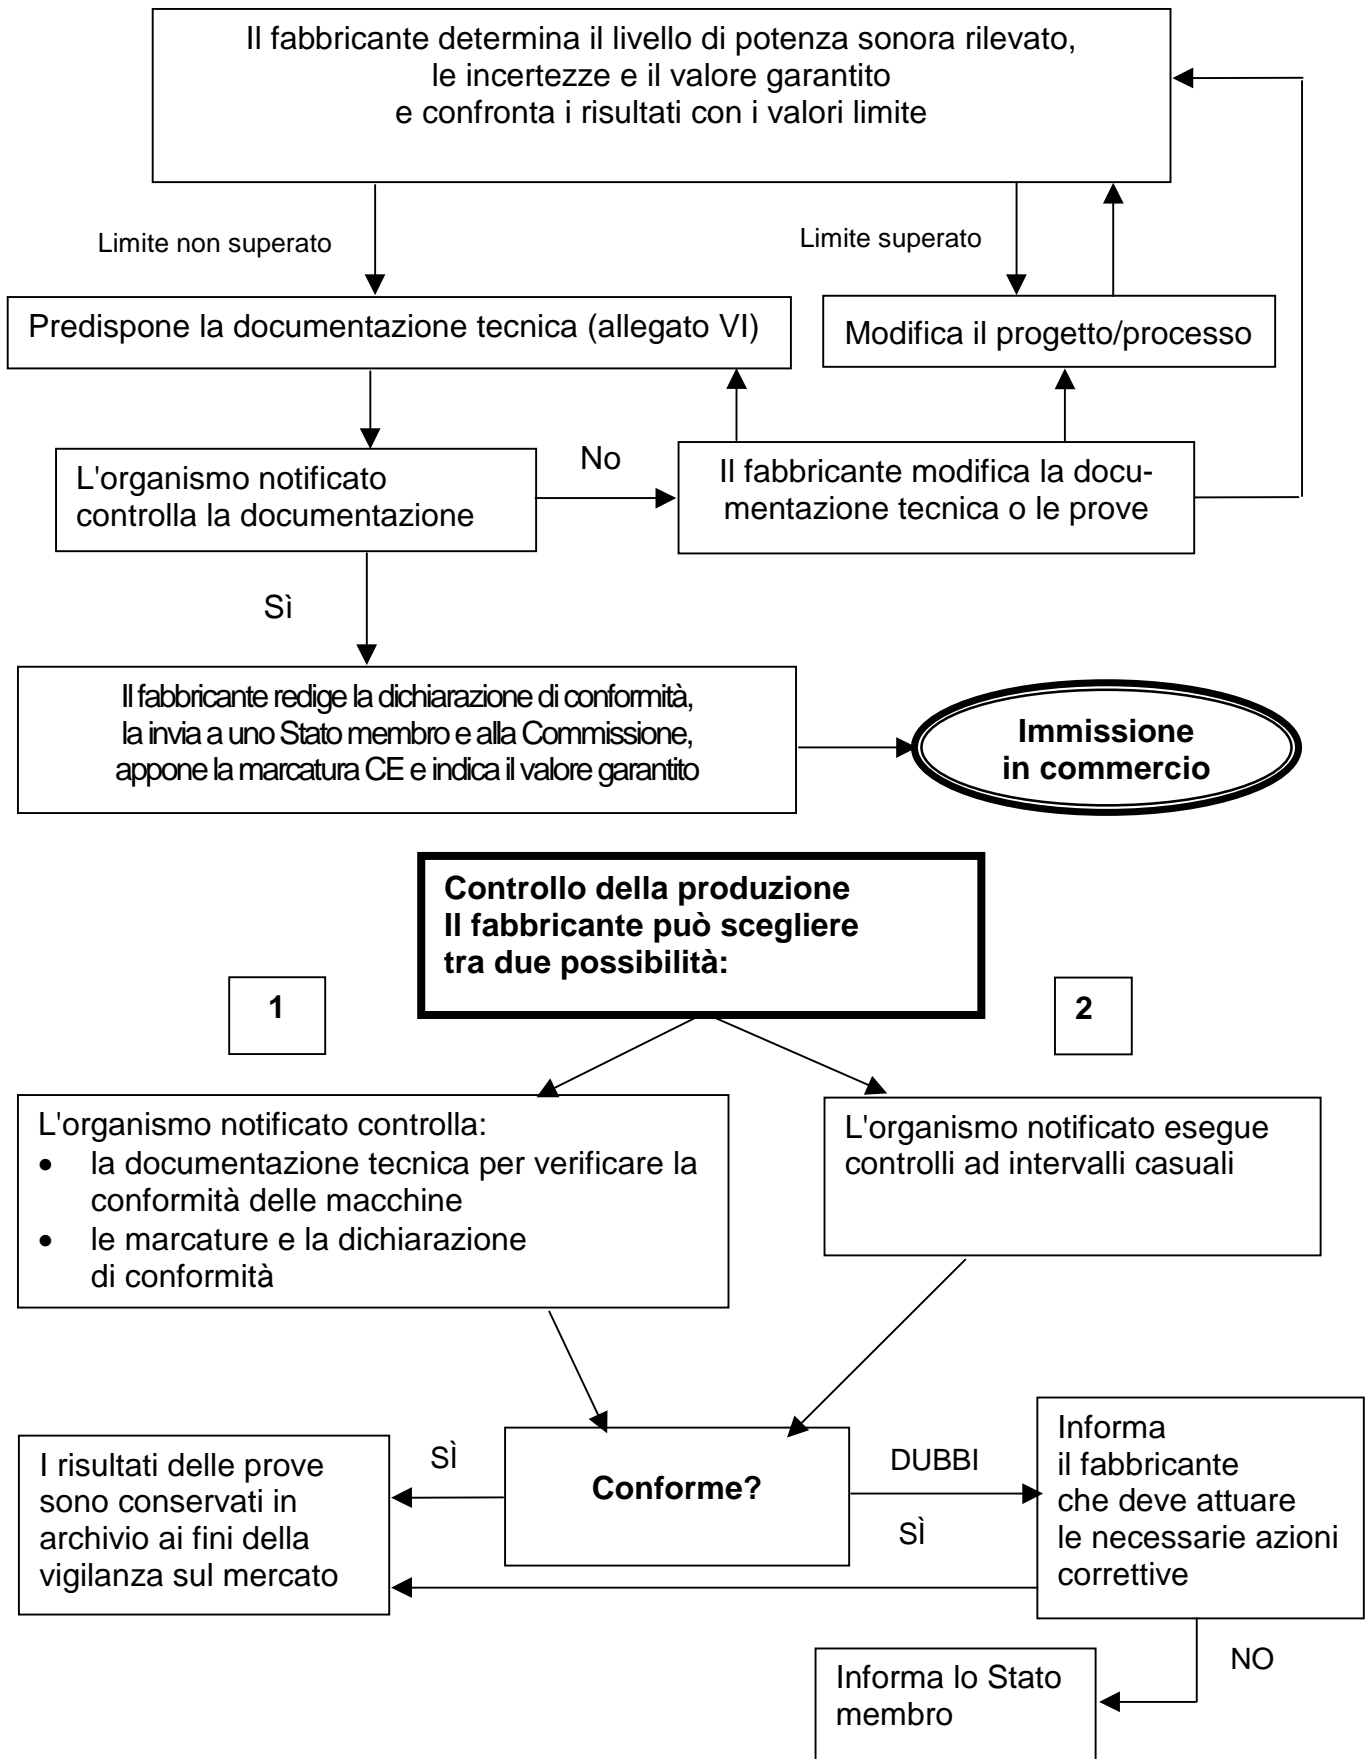 Il fabbricante determina il livello di potenza sonora rilevato,
le incertezze e il valore garantito
e confronta i risultati con i valori limite
Limite non superato
Limite superato
Predispone la documentazione tecnica (allegato VI)
Modifica il progetto/processo
L'organismo notificato
controlla la documentazione
No
Il fabbricante modifica la docu-
mentazione tecnica o le prove
Sì
Il fabbricante redige la dichiarazione di conformità,
la invia a uno Stato membro e alla Commissione,
appone la marcatura CE e indica il valore garantito
Immissione
in commercio
Controllo della produzione
Il fabbricante può scegliere
tra due possibilità:
1
2
L'organismo notificato controlla:
• la documentazione tecnica per verificare la
conformità delle macchine
• le marcature e la dichiarazione
di conformità
L'organismo notificato esegue
controlli ad intervalli casuali
I risultati delle prove
sono conservati in
archivio ai fini della
vigilanza sul mercato
SÌ
Conforme?
DUBBI
SÌ
Informa
il fabbricante
che deve attuare
le necessarie azioni
correttive
NO
Informa lo Stato
membro